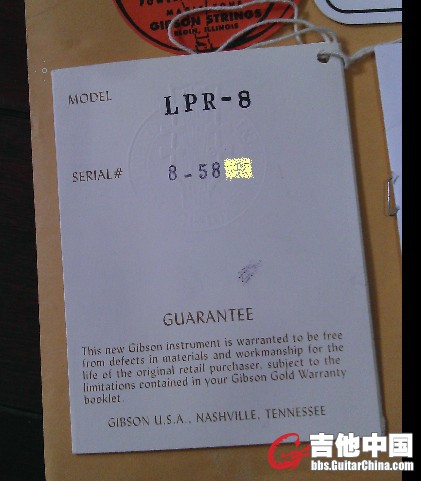 GIBSON STRINGS
ELGIN, ILLINOIS
MODEL LPR-8
SERIAL # 8-58
GUARANTEE
This new Gibson instrument is warranted to be free
from defects in materials and workmanship for the
life of the original retail purchaser, subject to the
limitations contained in your Gibson Gold Warranty
booklet.
GIBSON U.S.A., NASHVILLE, TENNESSEE
吉他中国
bbs.GuitarChina.com